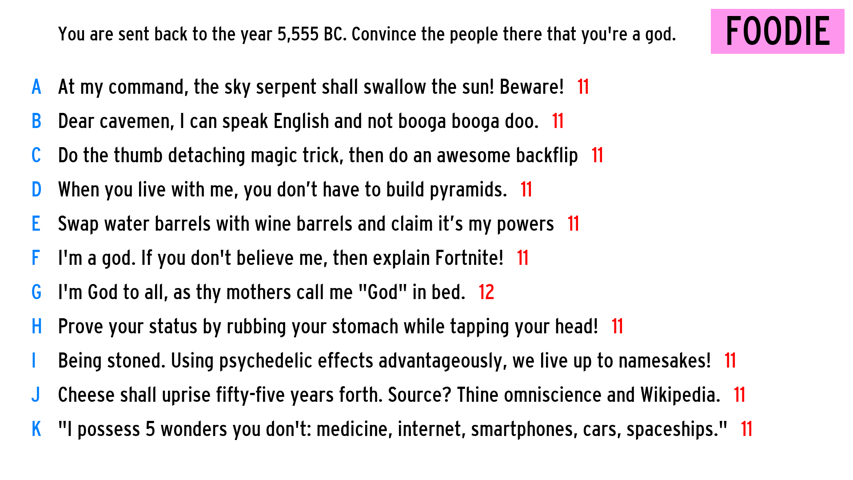 You are sent back to the year 5,555 BC. Convince the people there that you're a god.
FOODIE
A At my command, the sky serpent shall swallow the sun! Beware! 11
B Dear cavemen, I can speak English and not booga booga doo. 11
C Do the thumb detaching magic trick, then do an awesome backflip 11
D When you live with me, you don’t have to build pyramids. 11
E Swap water barrels with wine barrels and claim it’s my powers 11
F I'm a god. If you don't believe me, then explain Fortnite! 11
G I'm God to all, as thy mothers call me "God" in bed. 12
H Prove your status by rubbing your stomach while tapping your head! 11
I Being stoned. Using psychedelic effects advantageously, we live up to namesakes! 11
J Cheese shall uprise fifty-five years forth. Source? Thine omniscience and Wikipedia. 11
K "I possess 5 wonders you don't: medicine, internet, smartphones, cars, spaceships." 11